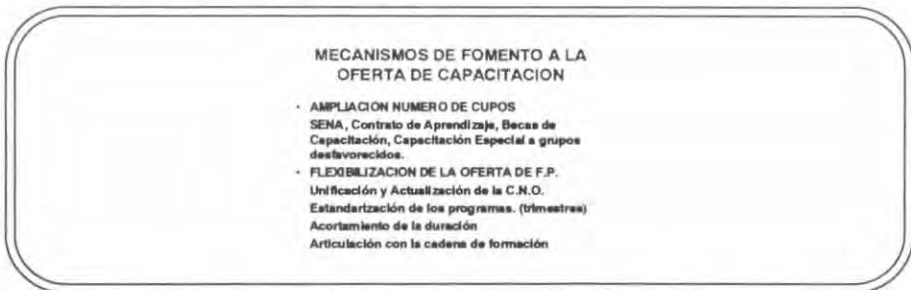 MECANISMOS DE FOMENTO A LA
OFERTA DE CAPACITACION
· AMPLIACION NUMERO DE CUPOS
SENA, Contrato de Aprendizaje, Becas de
Capacitación, Capacitación Especial a grupos
desfavorecidos.
· FLEXIBILIZACION DE LA OFERTA DE F.P.
Unificación y Actualización de la C.N.O.
Estandarización de los programas. (trimestres)
Acortamiento de la duración
Articulación con la cadena de formación